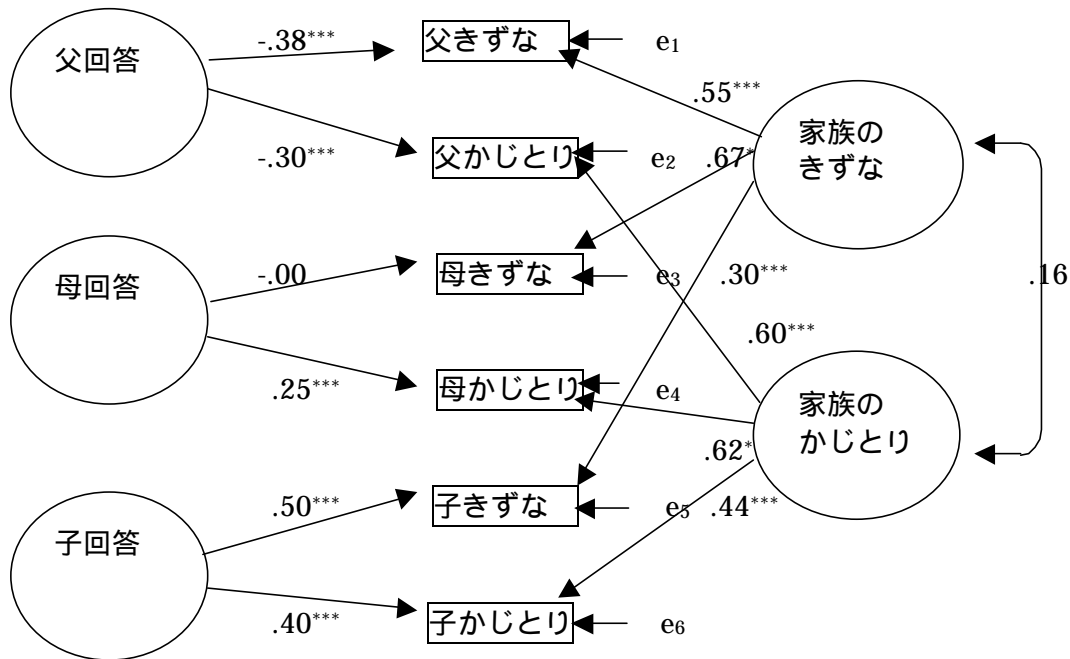 父回答
-.38***
父きずな
e₁
.55***
-.30***
父かじとり
e₂
.67*
家族の
きずな
母回答
-.00
母きずな
e₃
.30***
.16
.60***
.25***
母かじとり
e₄
家族の
かじとり
.62*
子回答
.50***
子きずな
e₅
.44***
.40***
子かじとり
e₆